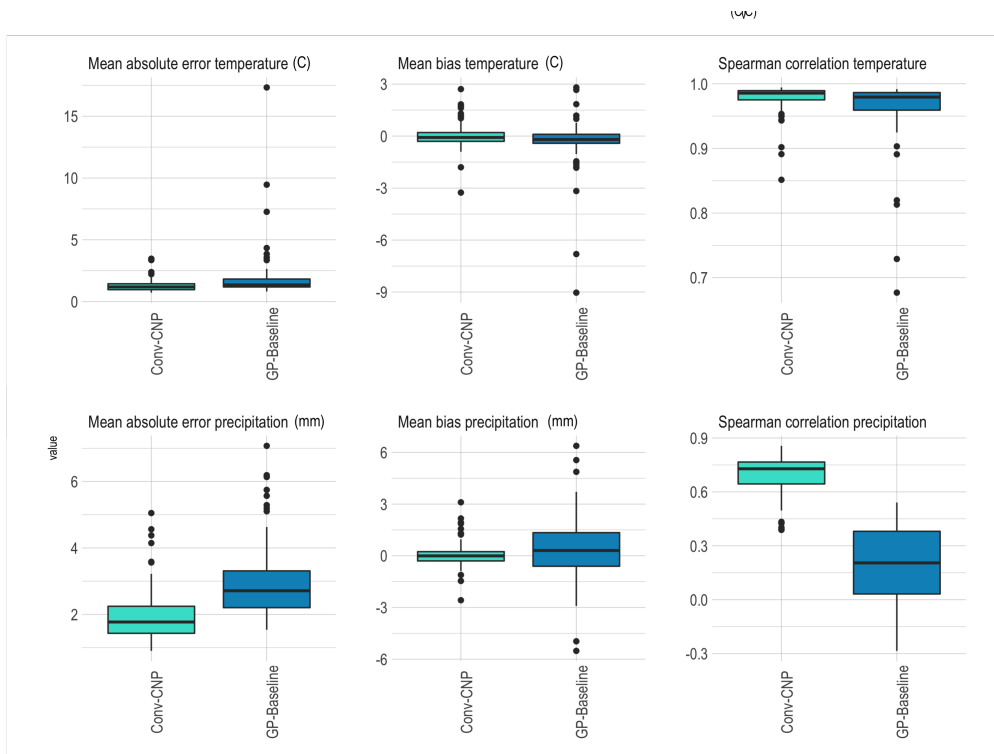 Mean absolute error temperature (C)
Mean bias temperature (C)
Spearman correlation temperature
15
10
5
0
3
0
-3
-6
-9
1.0
0.9
0.8
0.7
Conv-CNP
GP-Baseline
Conv-CNP
GP-Baseline
Conv-CNP
GP-Baseline
value
Mean absolute error precipitation (mm)
Mean bias precipitation (mm)
Spearman correlation precipitation
6
4
2
6
3
0
-3
-6
0.9
0.6
0.3
0.0
-0.3
Conv-CNP
GP-Baseline
Conv-CNP
GP-Baseline
Conv-CNP
GP-Baseline